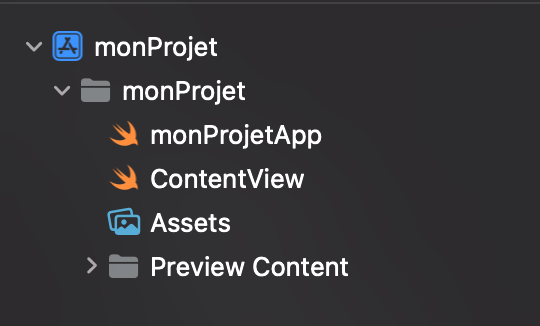 monProjet
monProjet
monProjetApp
ContentView
Assets
Preview Content